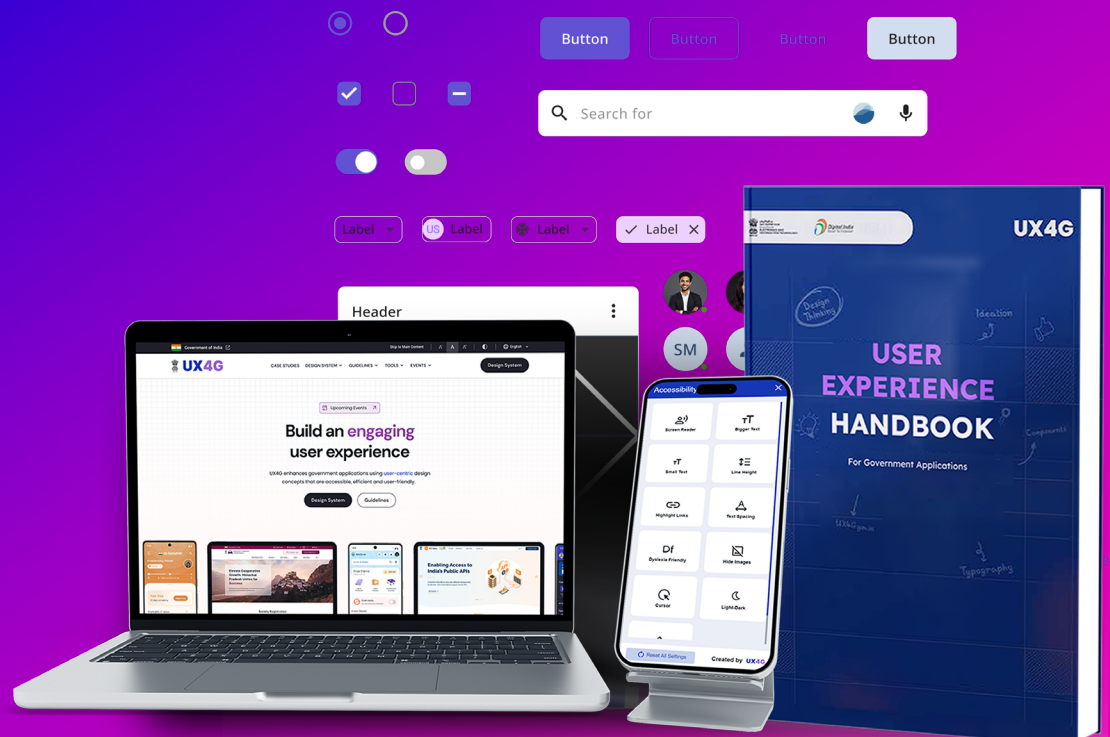 Button
Button
Button
Button
Search for
Label
US
Label
Label
Label
Header
SM
Government of India
Skip to Main Content
A
A
A
English
UX4G
CASE STUDIES
DESIGN SYSTEM
GUIDELINES
TOOLS
EVENTS
Design System
Upcoming Events
Build an engaging
user experience
UX4G enhances government applications using user-centric design
concepts that are accessible, efficient and user-friendly.
Design System
Guidelines
Enabling Access to
India's Public APIs
Accessibility
Screen Reader
Bigger Text
Small Text
Line Height
Highlight Links
Text Spacing
Df
Dyslexia Friendly
Hide Images
Cursor
Light-Dark
Reset All Settings
Created by UX4G
Digital India
UX4G
Design
Thinking
Ideation
USER
EXPERIENCE
HANDBOOK
Components
For Government Applications
Typography